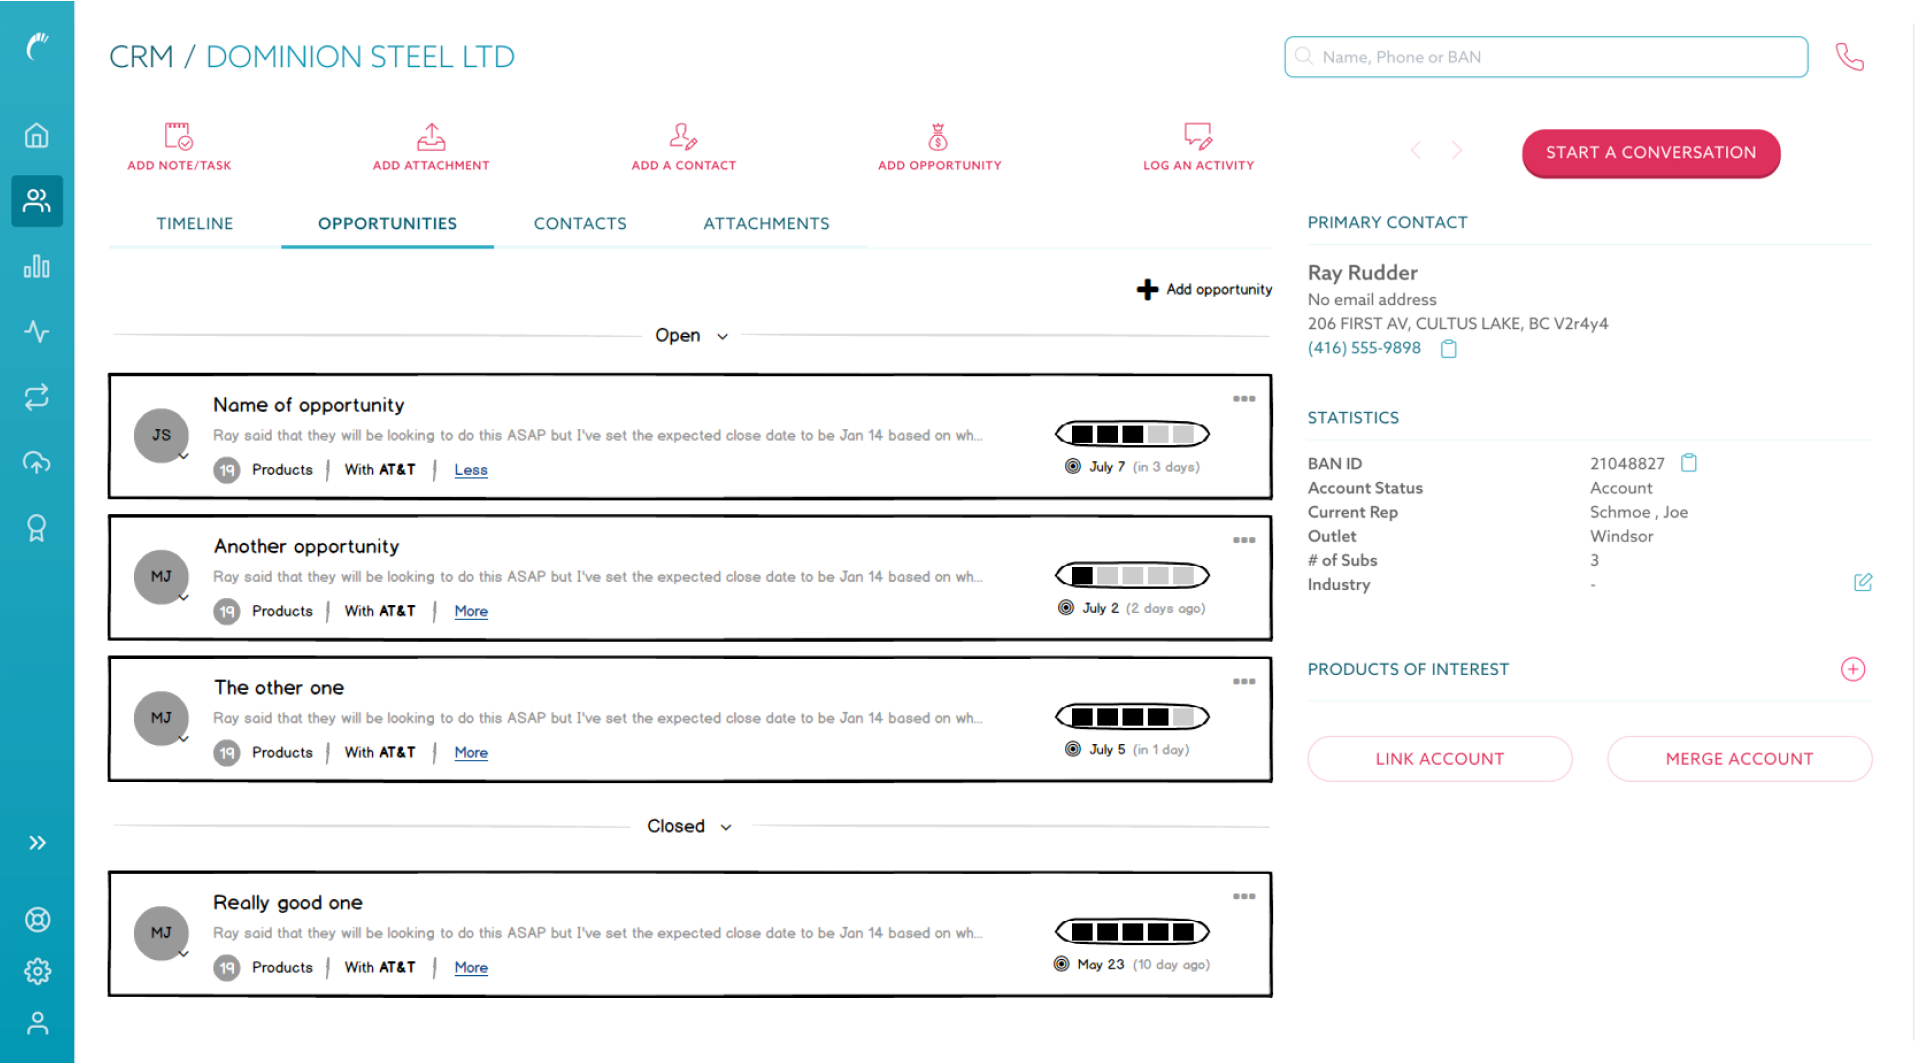 CRM / DOMINION STEEL LTD
Name, Phone or BAN
ADD NOTE/TASK
ADD ATTACHMENT
ADD A CONTACT
ADD OPPORTUNITY
LOG AN ACTIVITY
START A CONVERSATION
TIMELINE
OPPORTUNITIES
CONTACTS
ATTACHMENTS
Add opportunity
Open
JS
Name of opportunity
Ray said that they will be looking to do this ASAP but I've set the expected close date to be Jan 14 based on wh...
19 Products | With AT&T | Less
July 7 (in 3 days)
MJ
Another opportunity
Ray said that they will be looking to do this ASAP but I've set the expected close date to be Jan 14 based on wh...
19 Products | With AT&T | More
July 2 (2 days ago)
MJ
The other one
Ray said that they will be looking to do this ASAP but I've set the expected close date to be Jan 14 based on wh...
19 Products | With AT&T | More
July 5 (in 1 day)
Closed
MJ
Really good one
Ray said that they will be looking to do this ASAP but I've set the expected close date to be Jan 14 based on wh...
19 Products | With AT&T | More
May 23 (10 day ago)
PRIMARY CONTACT
Ray Rudder
No email address
206 FIRST AV, CULTUS LAKE, BC V2r4y4
(416) 555-9898
STATISTICS
BAN ID 21048827
Account Status Account
Current Rep Schmoe , Joe
Outlet Windsor
# of Subs 3
Industry -
PRODUCTS OF INTEREST
LINK ACCOUNT
MERGE ACCOUNT